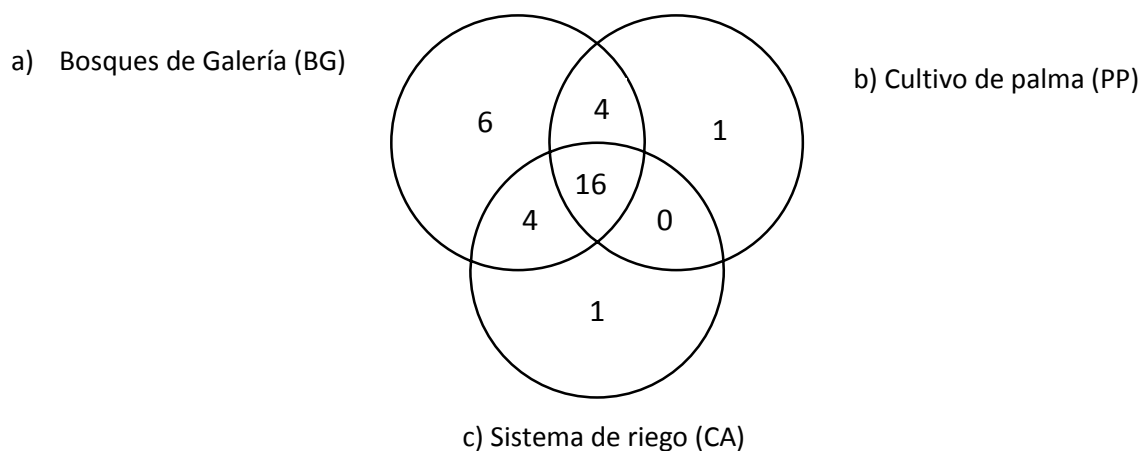 a) Bosques de Galería (BG)
b) Cultivo de palma (PP)
6
4
1
16
4
0
1
c) Sistema de riego (CA)